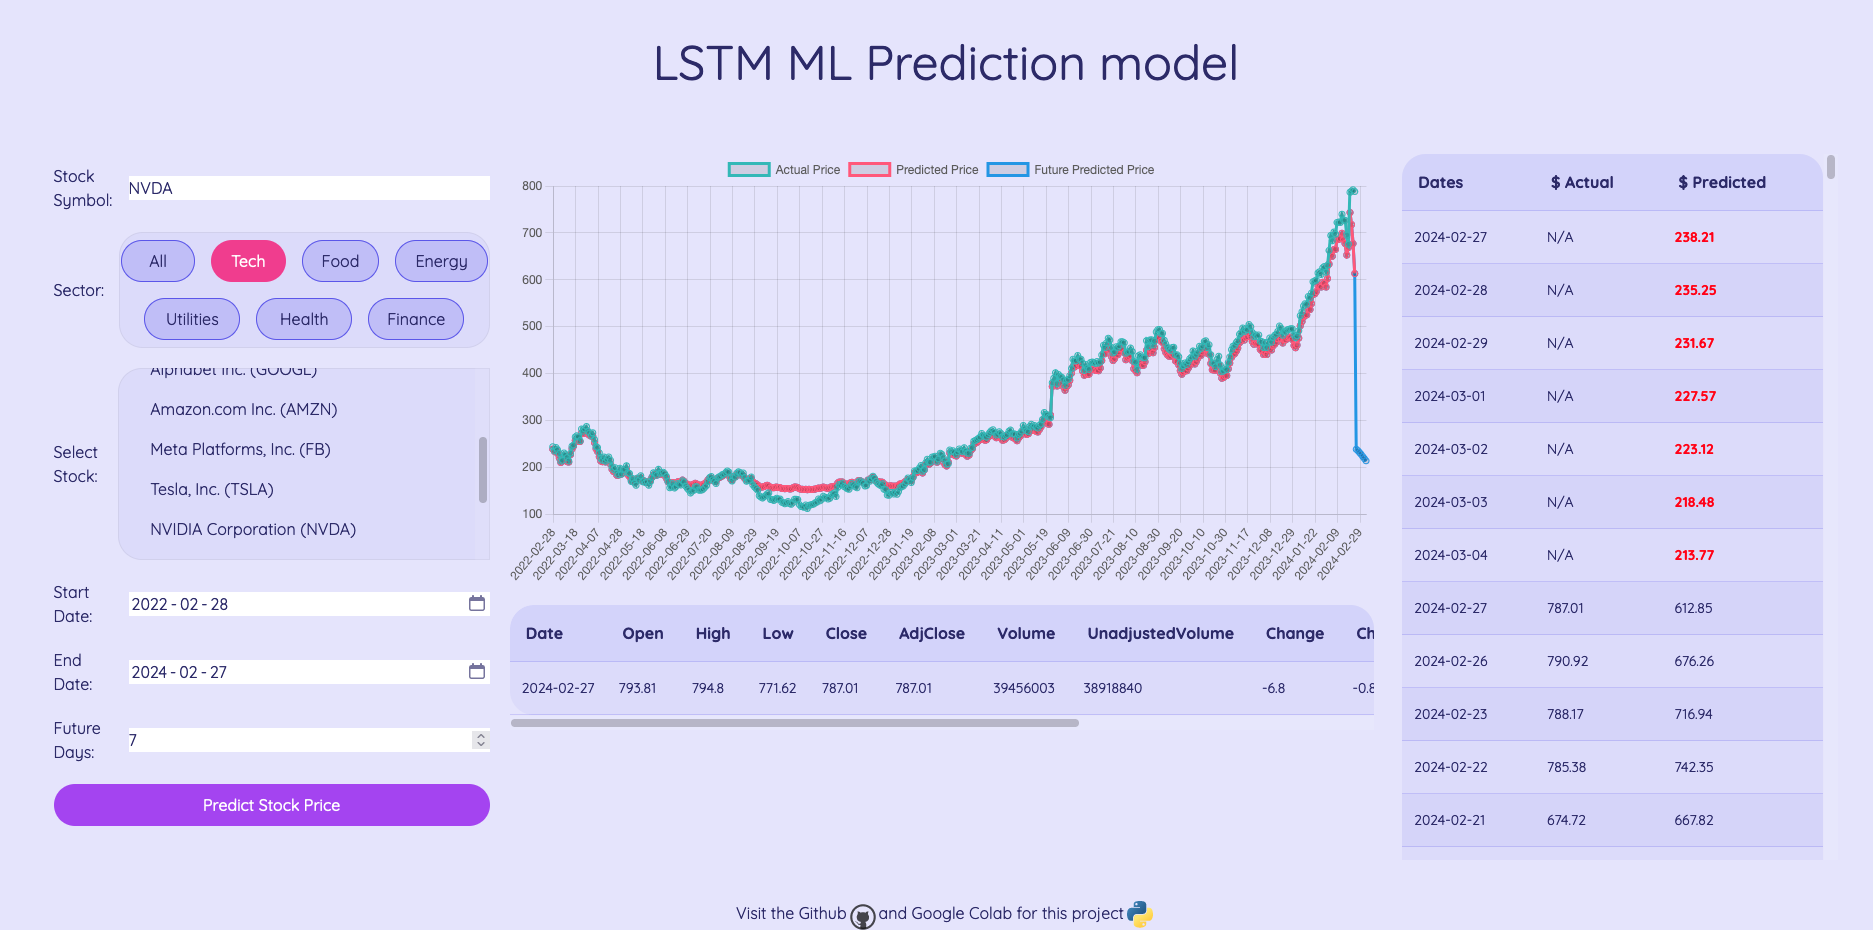 LSTM ML Prediction model
Stock
Symbol:
NVDA
Sector:
All Tech Food Energy
Utilities Health Finance
Select
Stock:
Alphabet Inc. (GOOGL)
Amazon.com Inc. (AMZN)
Meta Platforms, Inc. (FB)
Tesla, Inc. (TSLA)
NVIDIA Corporation (NVDA)
Start
Date:
2022-02-28
End
Date:
2024-02-27
Future
Days:
7
Predict Stock Price
Actual Price Predicted Price Future Predicted Price
800
700
600
500
400
300
200
100
2022-02-28 2022-03-18 2022-04-07 2022-04-28 2022-05-18 2022-06-08 2022-06-29 2022-07-20 2022-08-09 2022-08-29 2022-09-19 2022-10-07 2022-10-27 2022-11-16 2022-12-07 2022-12-28 2023-01-19 2023-02-08 2023-03-01 2023-03-21 2023-04-11 2023-05-01 2023-05-19 2023-06-09 2023-06-30 2023-07-21 2023-08-10 2023-08-30 2023-09-20 2023-10-10 2023-10-30 2023-11-17 2023-12-08 2023-12-29 2024-01-22 2024-02-09 2024-02-29
Date Open High Low Close AdjClose Volume UnadjustedVolume Change Ch
2024-02-27 793.81 794.8 771.62 787.01 787.01 39456003 38918840 -6.8 -0.8
Dates $ Actual $ Predicted
2024-02-27 N/A 238.21
2024-02-28 N/A 235.25
2024-02-29 N/A 231.67
2024-03-01 N/A 227.57
2024-03-02 N/A 223.12
2024-03-03 N/A 218.48
2024-03-04 N/A 213.77
2024-02-27 787.01 612.85
2024-02-26 790.92 676.26
2024-02-23 788.17 716.94
2024-02-22 785.38 742.35
2024-02-21 674.72 667.82
Visit the Github and Google Colab for this project